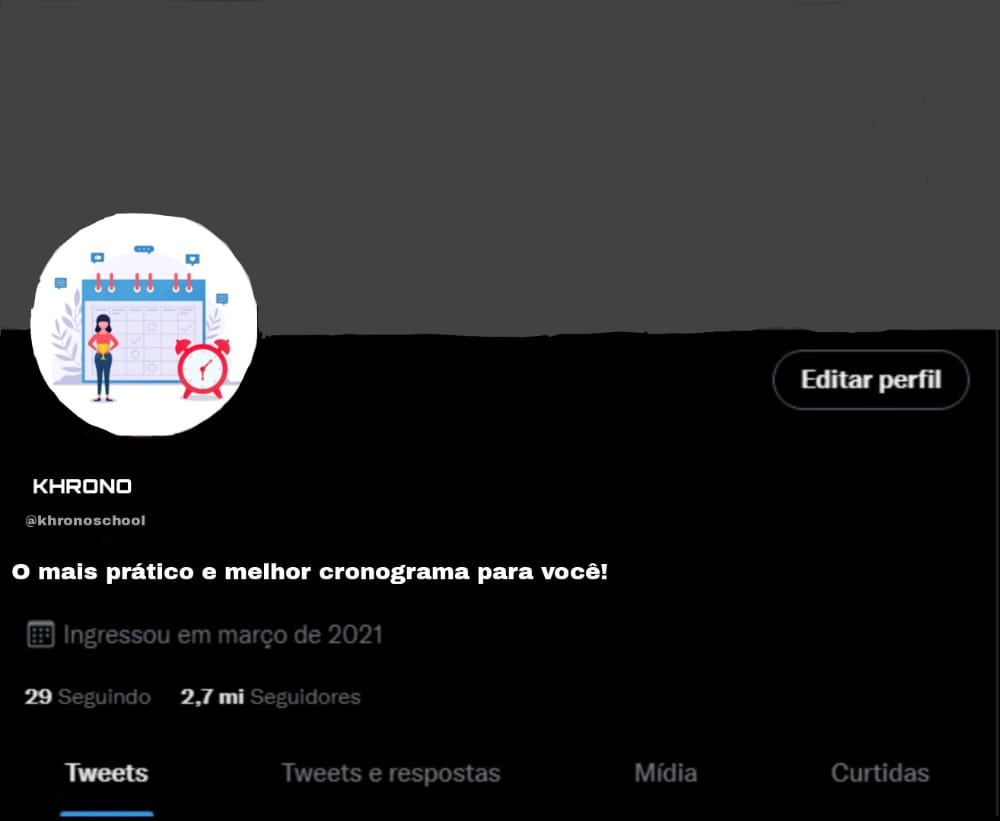 Editar perfil
KHRONO
@khronoschool
O mais prático e melhor cronograma para você!
Ingressou em março de 2021
29 Seguindo 2,7 mi Seguidores
Tweets Tweets e respostas Mídia Curtidas